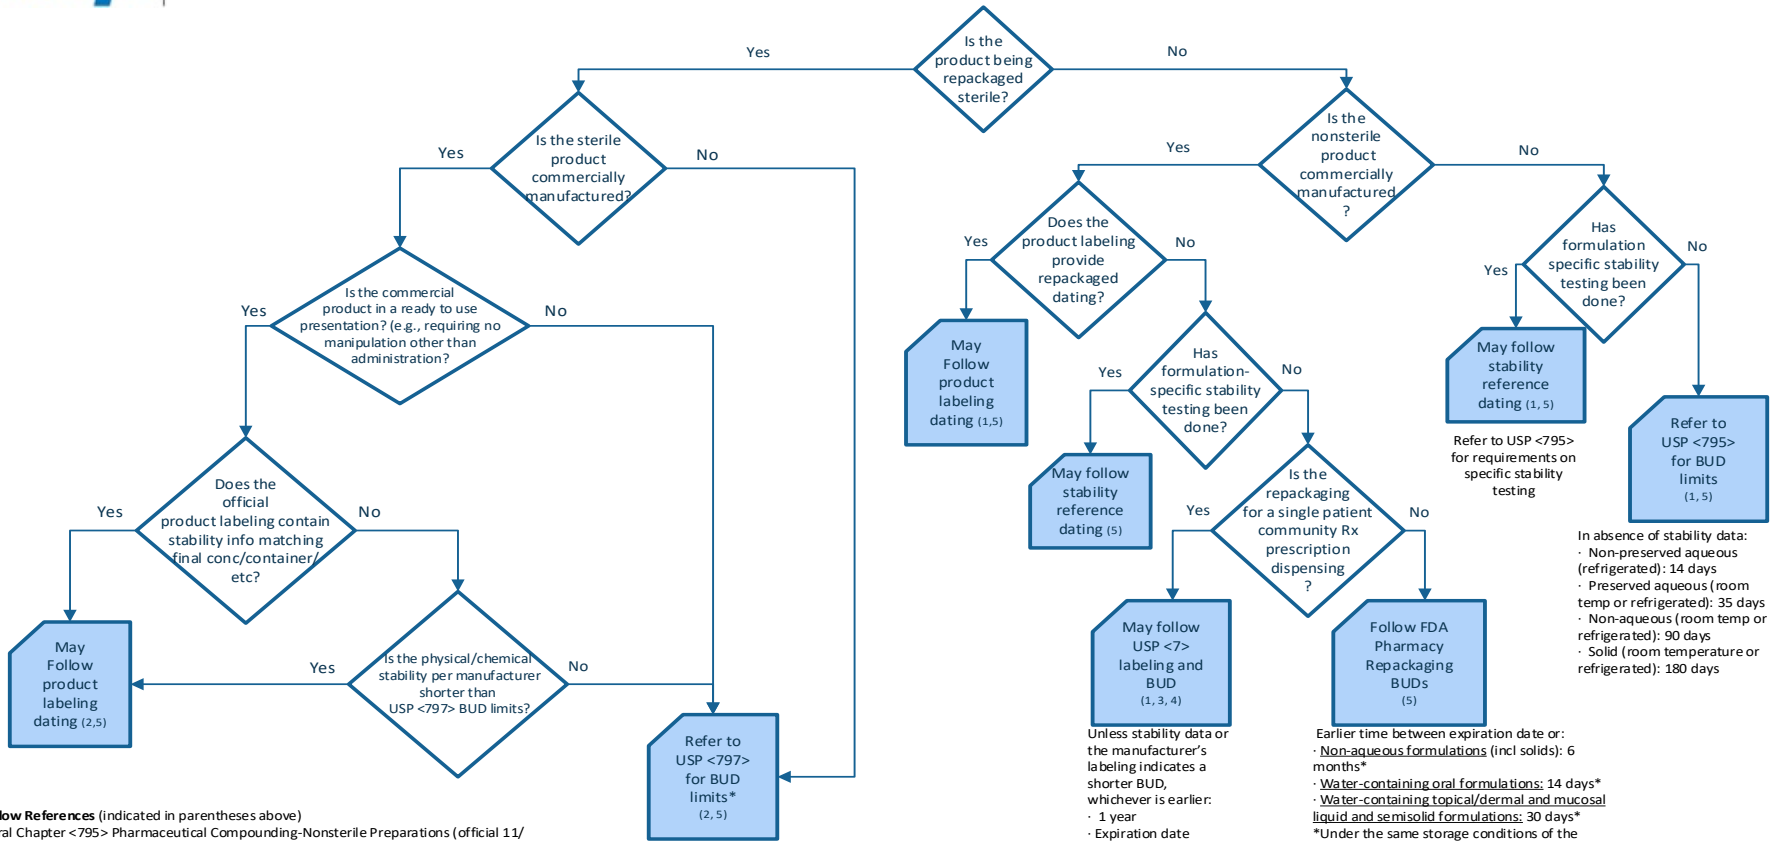 Is the
product being
repackaged
sterile?
Yes
No
Is the sterile
product
commercially
manufactured?
Yes
No
Is the
nonsterile
product
commercially
manufactured
?
Yes
No
Is the commercial
product in a ready to use
presentation? (e.g., requiring no
manipulation other than
administration?
Yes
No
Does the
product labeling
provide
repackaged
dating?
Yes
No
Has
formulation
specific stability
testing been
done?
Yes
No
May
Follow
product
labeling
dating (1,5)
Has
formulation-
specific stability
testing been
done?
Yes
No
May follow
stability
reference
dating (1, 5)
Refer to USP <795>
for requirements on
specific stability
testing
Refer to
USP <795>
for BUD
limits
(1, 5)
In absence of stability data:
· Non-preserved aqueous
(refrigerated): 14 days
· Preserved aqueous (room
temp or refrigerated): 35 days
· Non-aqueous (room temp or
refrigerated): 90 days
· Solid (room temperature or
refrigerated): 180 days
Does the
official
product labeling contain
stability info matching
final conc/container/
etc?
Yes
No
May follow
stability
reference
dating (5)
Is the
repackaging
for a single patient
community Rx
prescription
dispensing
?
Yes
No
May
Follow
product
labeling
dating (2,5)
Is the physical/chemical
stability per manufacturer
shorter than
USP <797> BUD limits?
Yes
No
Refer to
USP <797>
for BUD
limits*
(2, 5)
May follow
USP <7>
labeling and
BUD
(1, 3, 4)
Unless stability data or
the manufacturer's
labeling indicates a
shorter BUD,
whichever is earlier:
· 1 year
· Expiration date
Follow FDA
Pharmacy
Repackaging
BUDs
(5)
Earlier time between expiration date or:
· Non-aqueous formulations (incl solids): 6
months*
· Water-containing oral formulations: 14 days*
· Water-containing topical/dermal and mucosal
liquid and semisolid formulations: 30 days*
*Under the same storage conditions of the
low References (indicated in parentheses above)
ral Chapter <795> Pharmaceutical Compounding-Nonsterile Preparations (official 11/